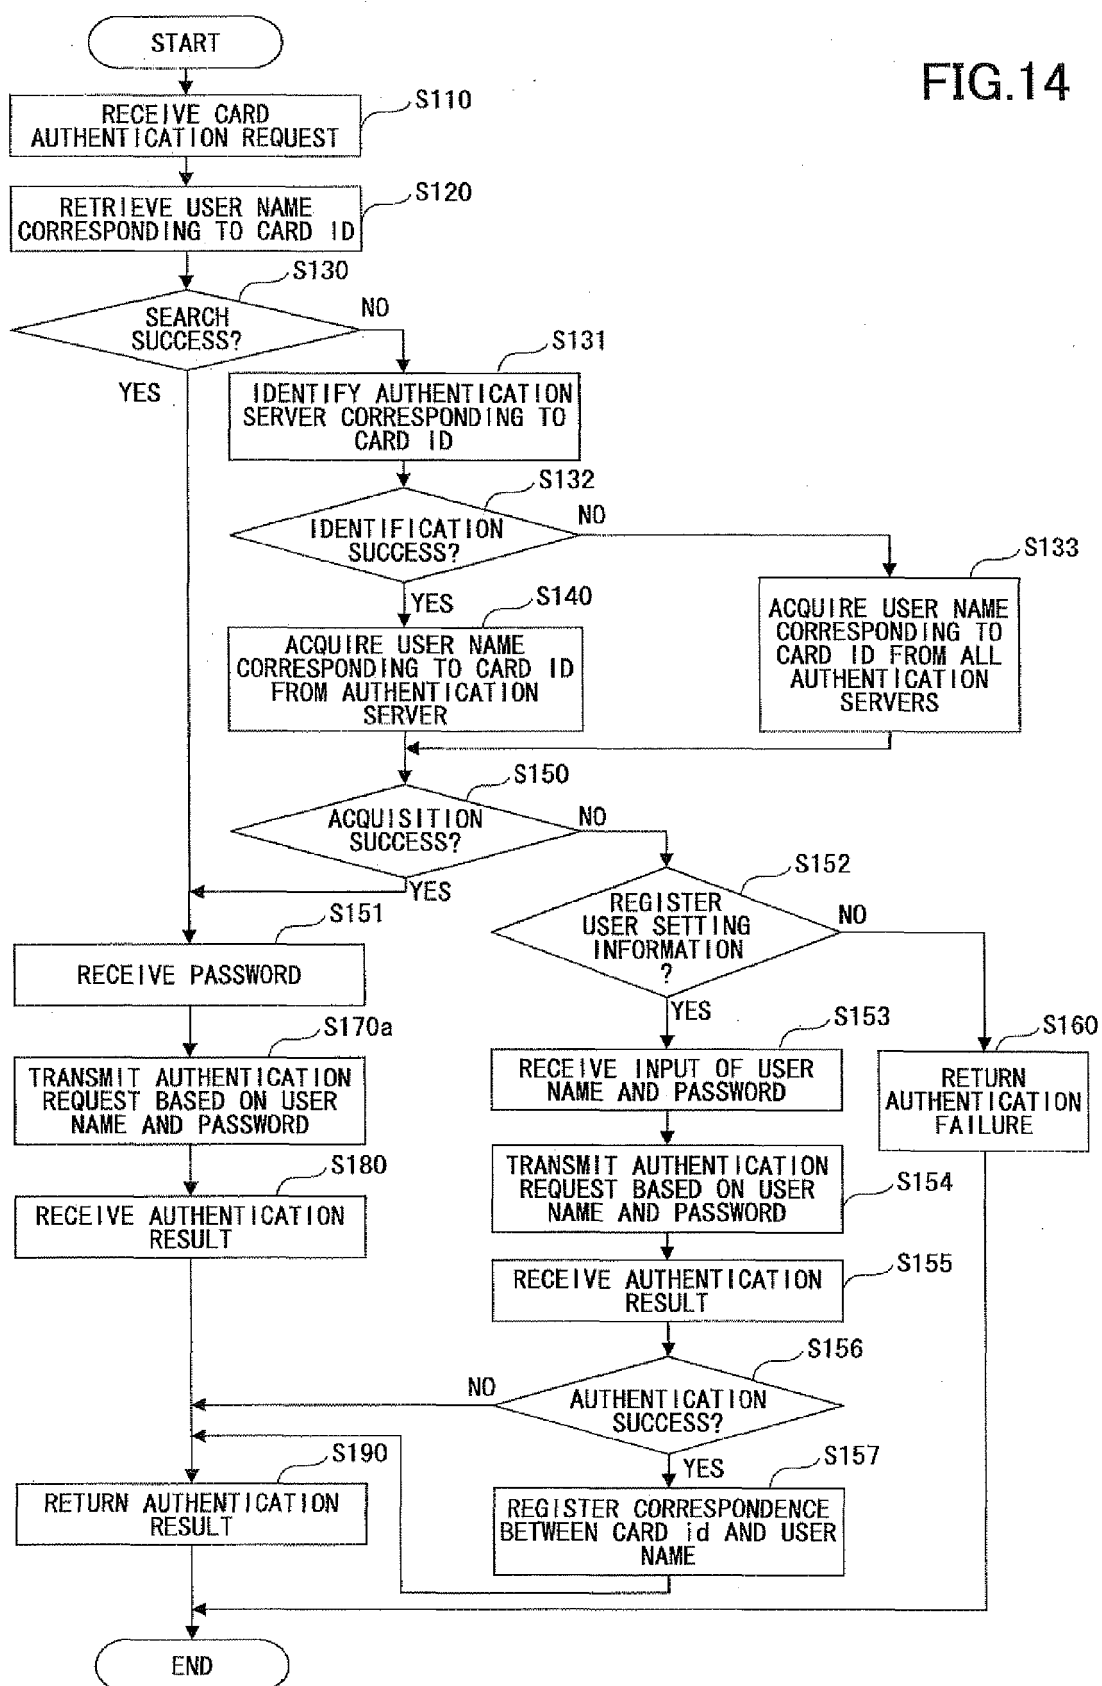 START
FIG.14
S110
RECEIVE CARD
AUTHENTICATION REQUEST
S120
RETRIEVE USER NAME
CORRESPONDING TO CARD ID
S130
SEARCH
SUCCESS?
NO
YES
S131
IDENTIFY AUTHENTICATION
SERVER CORRESPONDING TO
CARD ID
S132
IDENTIFICATION
SUCCESS?
NO
YES
S133
ACQUIRE USER NAME
CORRESPONDING TO
CARD ID FROM ALL
AUTHENTICATION
SERVERS
S140
ACQUIRE USER NAME
CORRESPONDING TO CARD ID
FROM AUTHENTICATION
SERVER
S150
ACQUISITION
SUCCESS?
NO
YES
S152
REGISTER
USER SETTING
INFORMATION
?
NO
YES
S151
RECEIVE PASSWORD
S170a
TRANSMIT AUTHENTICATION
REQUEST BASED ON USER
NAME AND PASSWORD
S180
RECEIVE AUTHENTICATION
RESULT
S153
RECEIVE INPUT OF USER
NAME AND PASSWORD
S160
RETURN
AUTHENTICATION
FAILURE
TRANSMIT AUTHENTICATION
REQUEST BASED ON USER
NAME AND PASSWORD
S154
RECEIVE AUTHENTICATION
RESULT
S155
S156
AUTHENTICATION
SUCCESS?
NO
YES
S157
REGISTER CORRESPONDENCE
BETWEEN CARD id AND USER
NAME
S190
RETURN AUTHENTICATION
RESULT
END